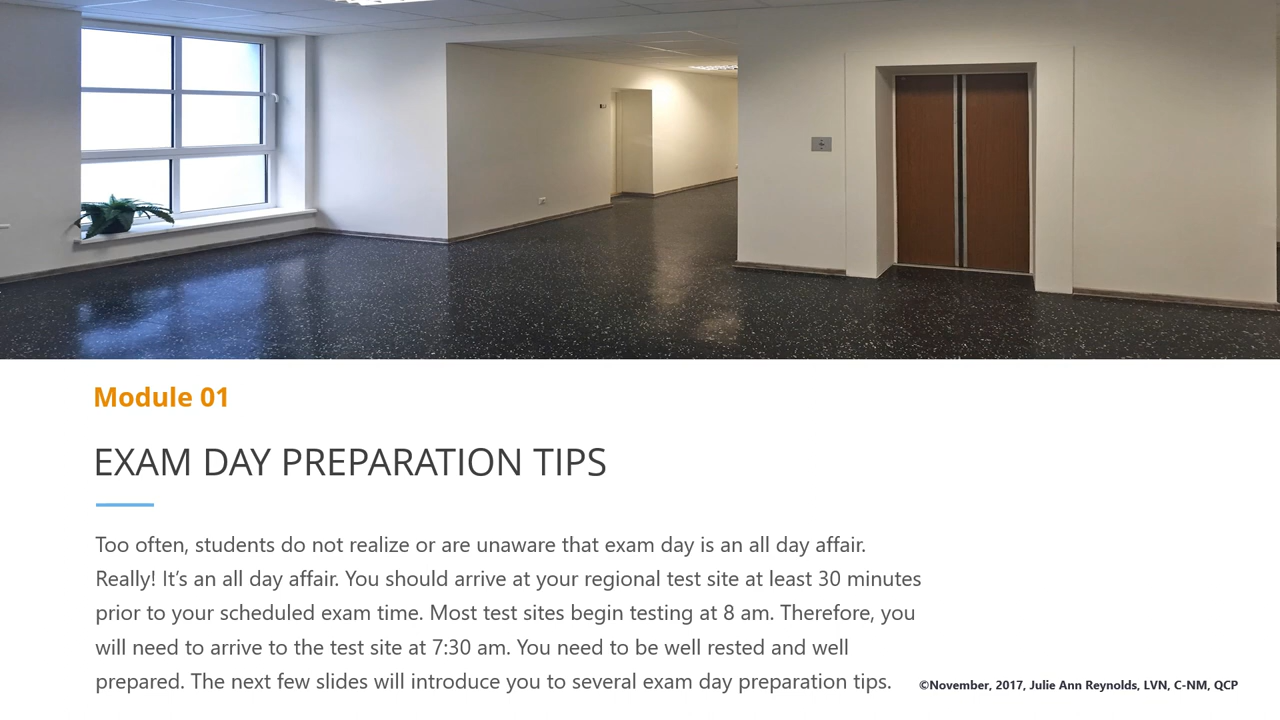 Module 01
EXAM DAY PREPARATION TIPS
Too often, students do not realize or are unaware that exam day is an all day affair.
Really! It’s an all day affair. You should arrive at your regional test site at least 30 minutes
prior to your scheduled exam time. Most test sites begin testing at 8 am. Therefore, you
will need to arrive to the test site at 7:30 am. You need to be well rested and well
prepared. The next few slides will introduce you to several exam day preparation tips.
©November, 2017, Julie Ann Reynolds, LVN, C-NM, QCP